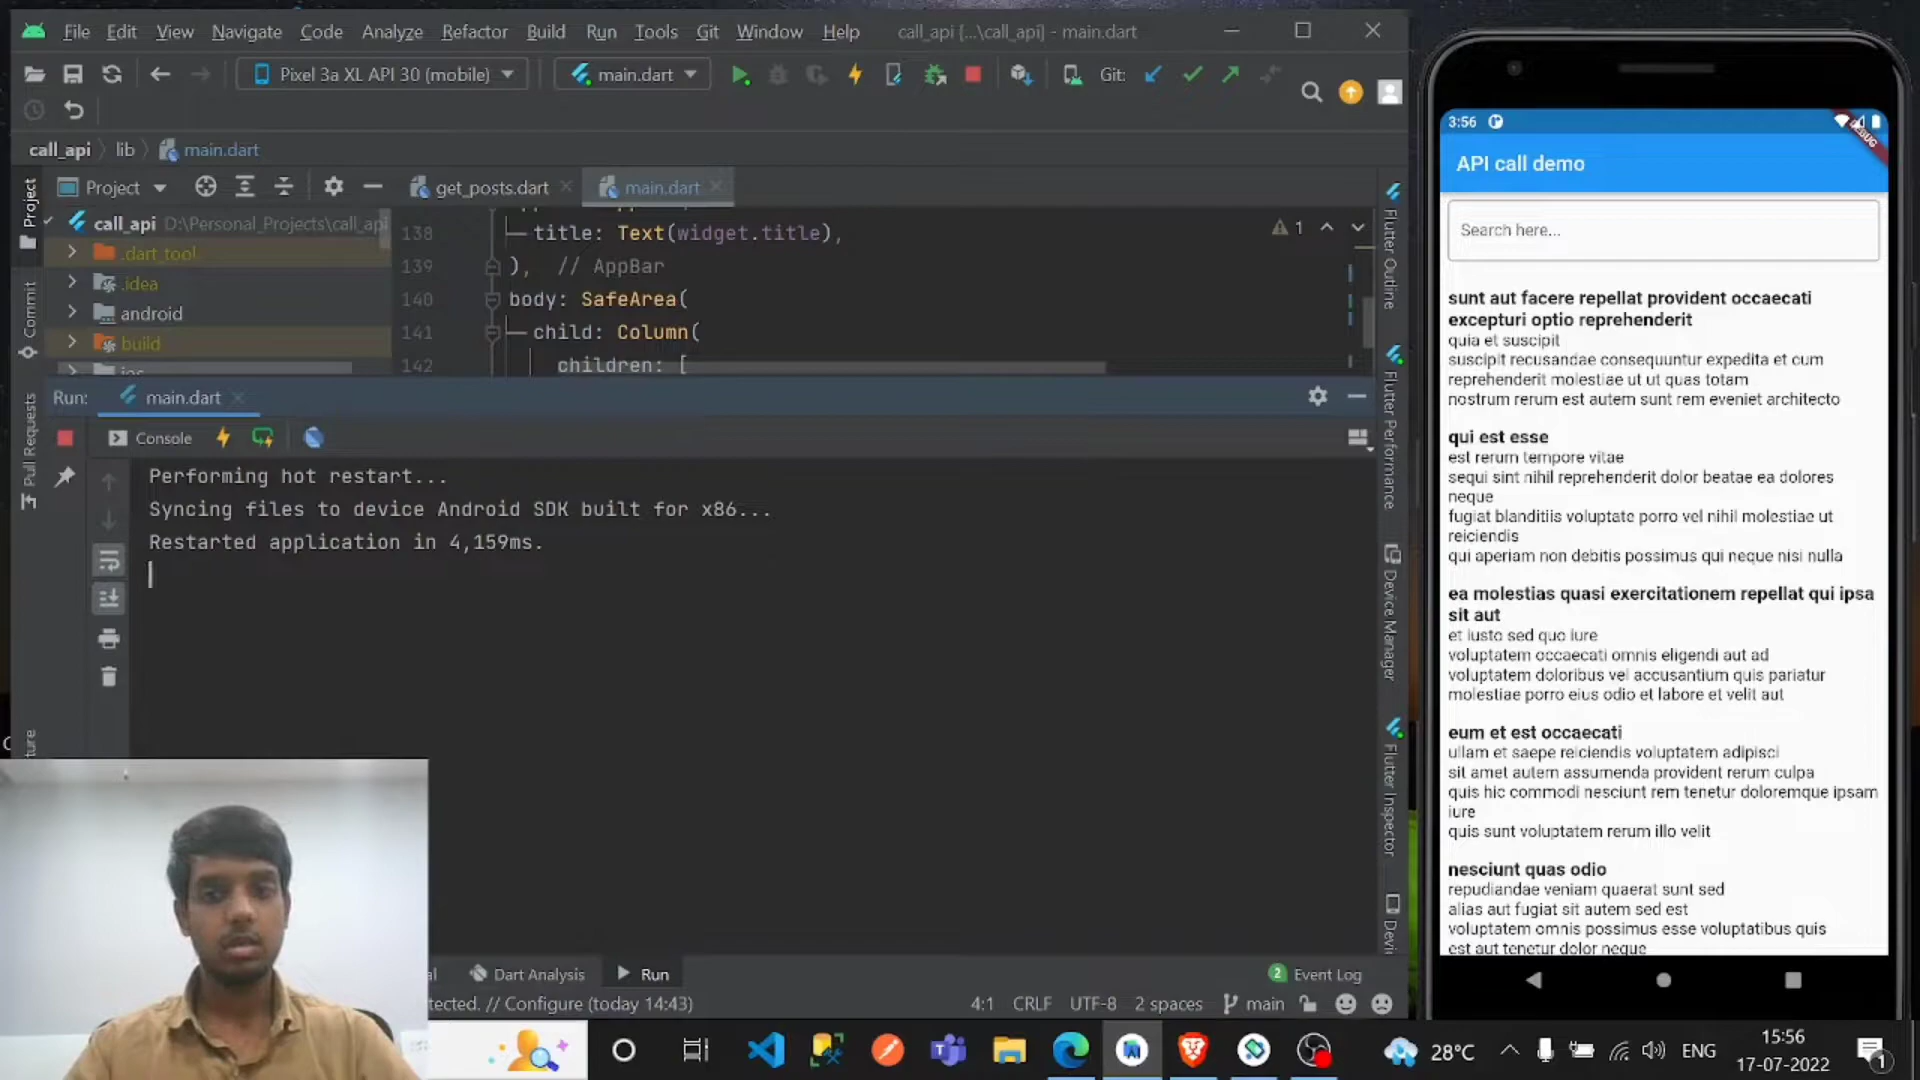 File Edit View Navigate Code Analyze Refactor Build Run Tools Git Window Help call_api [...\call_api] - main.dart
Pixel 3a XL API 30 (mobile) main.dart Git:
call_api lib main.dart
Project
get_posts.dart main.dart
call_api D:\Personal_Projects\call_api
.dart_tool
.idea
android
build
138 title: Text(widget.title),
139 ), // AppBar
140 body: SafeArea(
141 child: Column(
142 children: [
1
Project
Commit
Pull Requests
Flutter Outline
Flutter Performance
Device Manager
Flutter Inspector
Run: main.dart
Console
Performing hot restart...
Syncing files to device Android SDK built for x86...
Restarted application in 4,159ms.
Dart Analysis Run 2 Event Log
tected. // Configure (today 14:43) 4:1 CRLF UTF-8 2 spaces main
3:56
DEBUG
API call demo
Search here...
sunt aut facere repellat provident occaecati
excepturi optio reprehenderit
quia et suscipit
suscipit recusandae consequuntur expedita et cum
reprehenderit molestiae ut ut quas totam
nostrum rerum est autem sunt rem eveniet architecto
qui est esse
est rerum tempore vitae
sequi sint nihil reprehenderit dolor beatae ea dolores
neque
fugiat blanditiis voluptate porro vel nihil molestiae ut
reiciendis
qui aperiam non debitis possimus qui neque nisi nulla
ea molestias quasi exercitationem repellat qui ipsa
sit aut
et iusto sed quo iure
voluptatem occaecati omnis eligendi aut ad
voluptatem doloribus vel accusantium quis pariatur
molestiae porro eius odio et labore et velit aut
eum et est occaecati
ullam et saepe reiciendis voluptatem adipisci
sit amet autem assumenda provident rerum culpa
quis hic commodi nesciunt rem tenetur doloremque ipsam
iure
quis sunt voluptatem rerum illo velit
nesciunt quas odio
repudiandae veniam quaerat sunt sed
alias aut fugiat sit autem sed est
voluptatem omnis possimus esse voluptatibus quis
est aut tenetur dolor neque
28°C ENG 15:56
17-07-2022
1